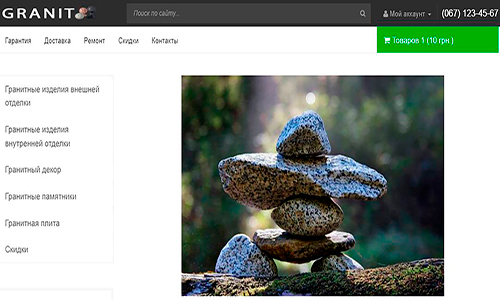 GRANIT
Поиск по сайту...
Мой аккаунт
(067) 123-45-67
Гарантия
Доставка
Ремонт
Скидки
Контакты
Товаров 1 (10 грн.)
Гранитные изделия внешней
отделки
Гранитные изделия
внутренней отделки
Гранитный декор
Гранитные памятники
Гранитная плита
Скидки